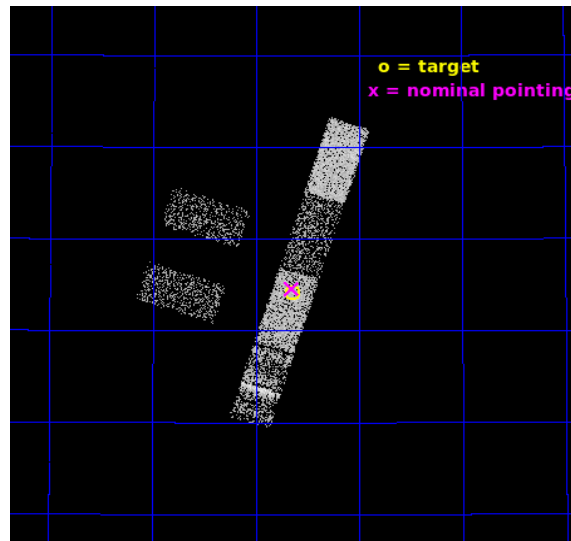 o = target
x = nominal pointing